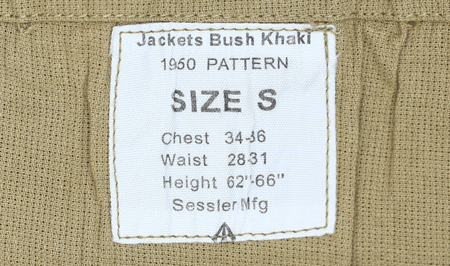 Jackets Bush Khaki
1950 PATTERN
SIZE S
Chest 34-36
Waist 28-31
Height 62"-66"
Sessler Mfg